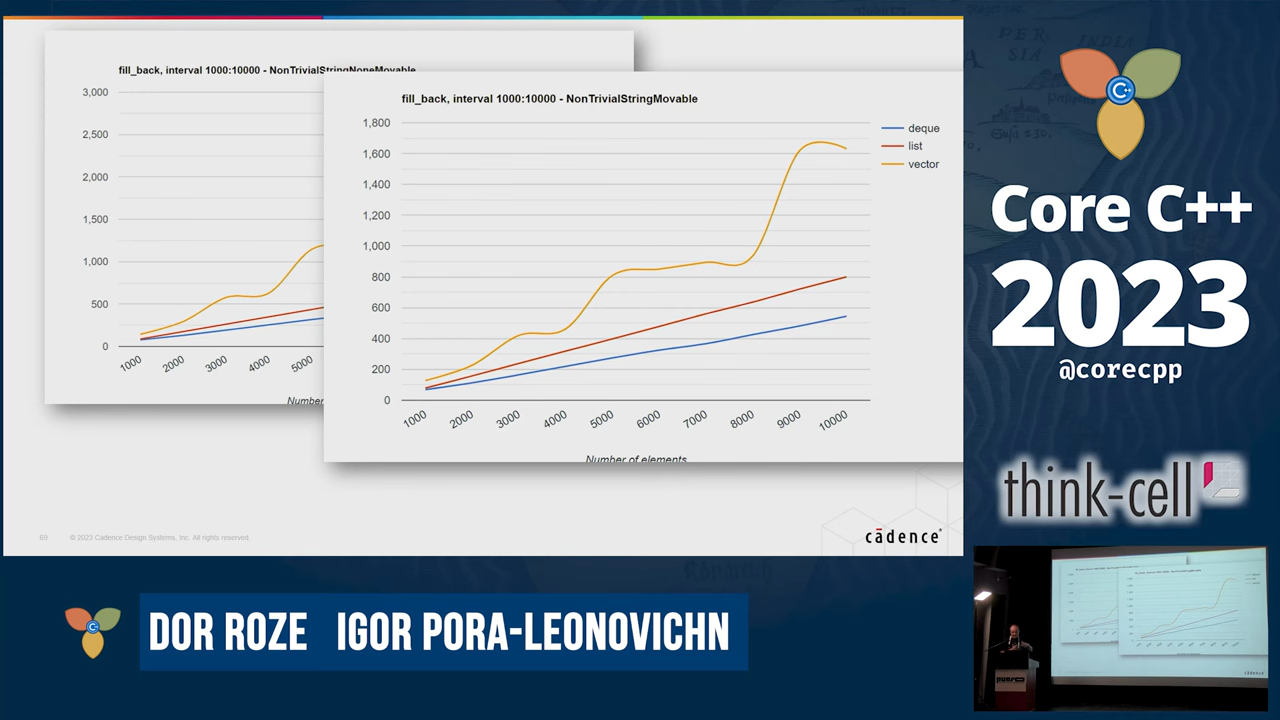 fill_back, interval 1000:10000 - NonTrivialStringNoneMovable
3,000
2,500
2,000
1,500
1,000
500
0
1000
2000
3000
4000
5000
Number
fill_back, interval 1000:10000 - NonTrivialStringMovable
1,800
1,600
1,400
1,200
1,000
800
600
400
200
0
1000
2000
3000
4000
5000
6000
7000
8000
9000
10000
Number of elements
deque
list
vector
69
© 2023 Cadence Design Systems, Inc. All rights reserved.
cādence
C++
Core C++
2023
@corecpp
think-cell
DOR ROZE IGOR PORA-LEONOVICHN